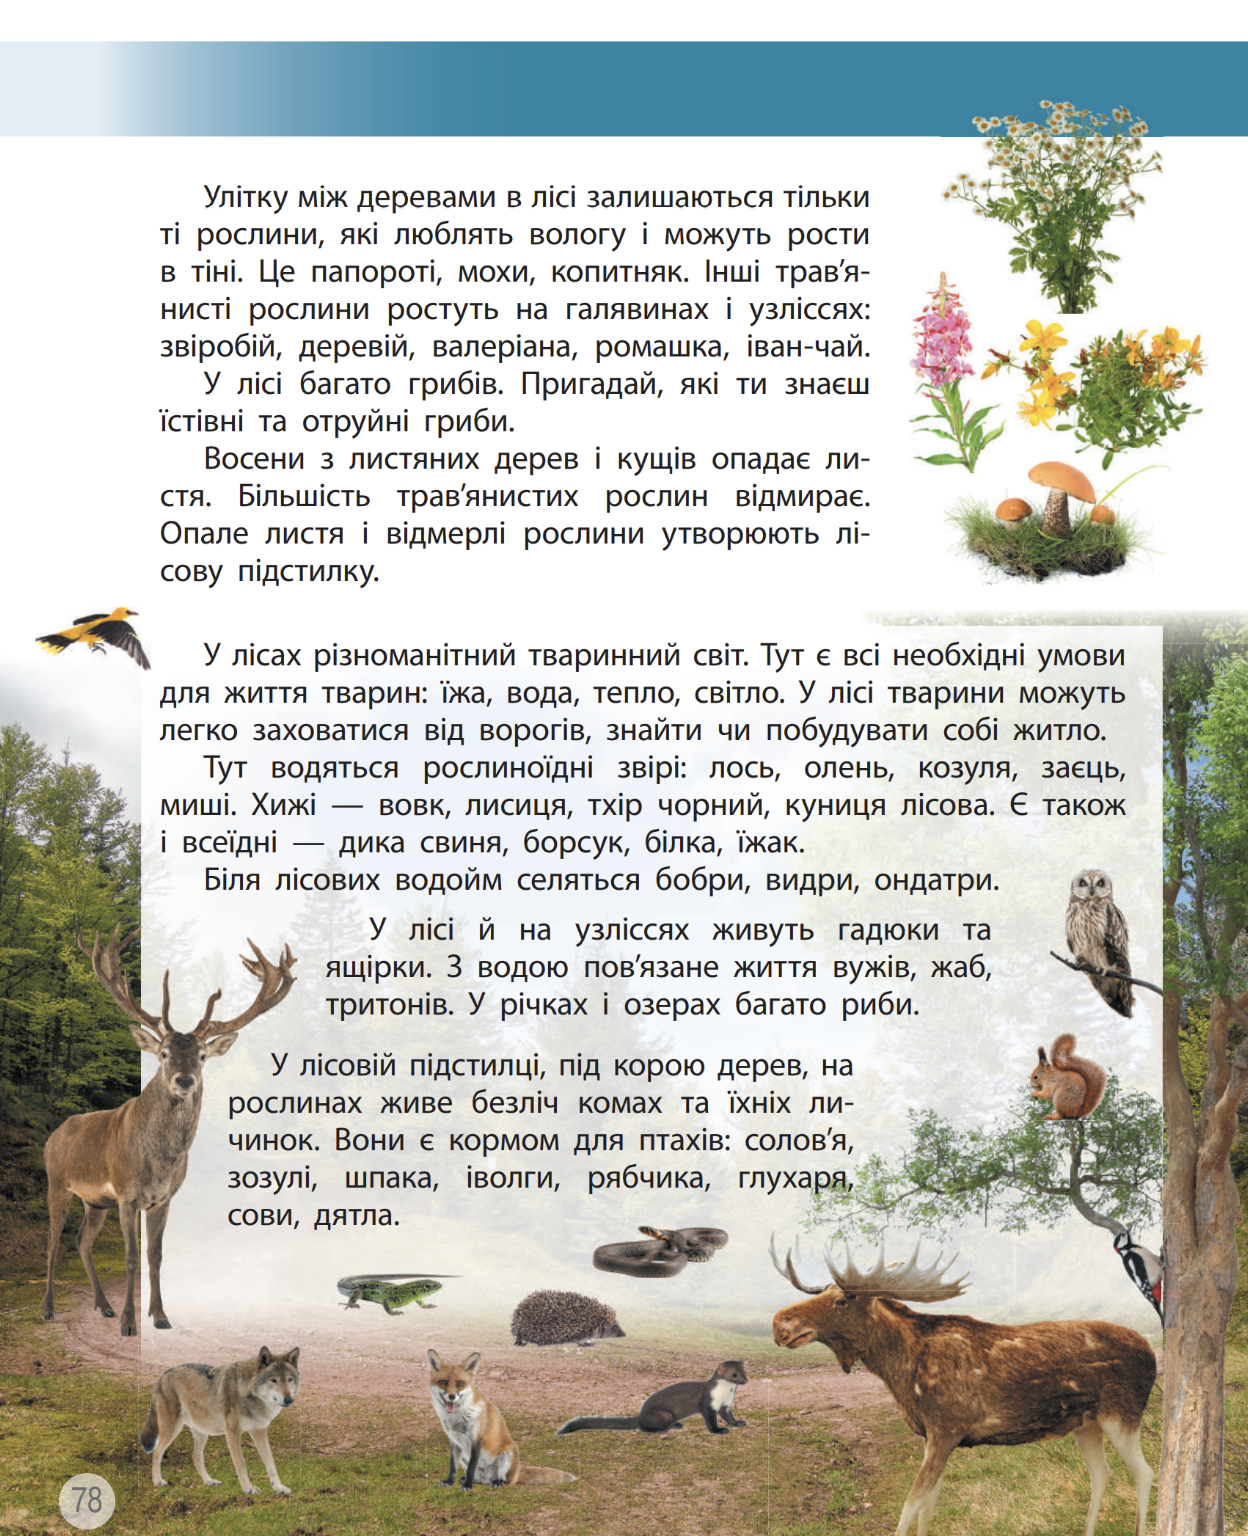 Улітку між деревами в лісі залишаються тільки
ті рослини, які люблять вологу і можуть рости
в тіні. Це папороті, мохи, копитняк. Інші трав’я-
нисті рослини ростуть на галявинах і узліссях:
звіробій, деревій, валеріана, ромашка, іван-чай.
У лісі багато грибів. Пригадай, які ти знаєш
їстівні та отруйні гриби.
Восени з листяних дерев і кущів опадає ли-
стя. Більшість трав’янистих рослин відмирає.
Опале листя і відмерлі рослини утворюють лі-
сову підстилку.
У лісах різноманітний тваринний світ. Тут є всі необхідні умови
для життя тварин: їжа, вода, тепло, світло. У лісі тварини можуть
легко заховатися від ворогів, знайти чи побудувати собі житло.
Тут водяться рослиноїдні звірі: лось, олень, козуля, заєць,
миші. Хижі — вовк, лисиця, тхір чорний, куниця лісова. Є також
і всеїдні — дика свиня, борсук, білка, їжак.
Біля лісових водойм селяться бобри, видри, ондатри.
У лісі й на узліссях живуть гадюки та
ящірки. З водою пов’язане життя вужів, жаб,
тритонів. У річках і озерах багато риби.
У лісовій підстилці, під корою дерев, на
рослинах живе безліч комах та їхніх ли-
чинок. Вони є кормом для птахів: солов’я,
зозулі, шпака, іволги, рябчика, глухаря,
сови, дятла.
78